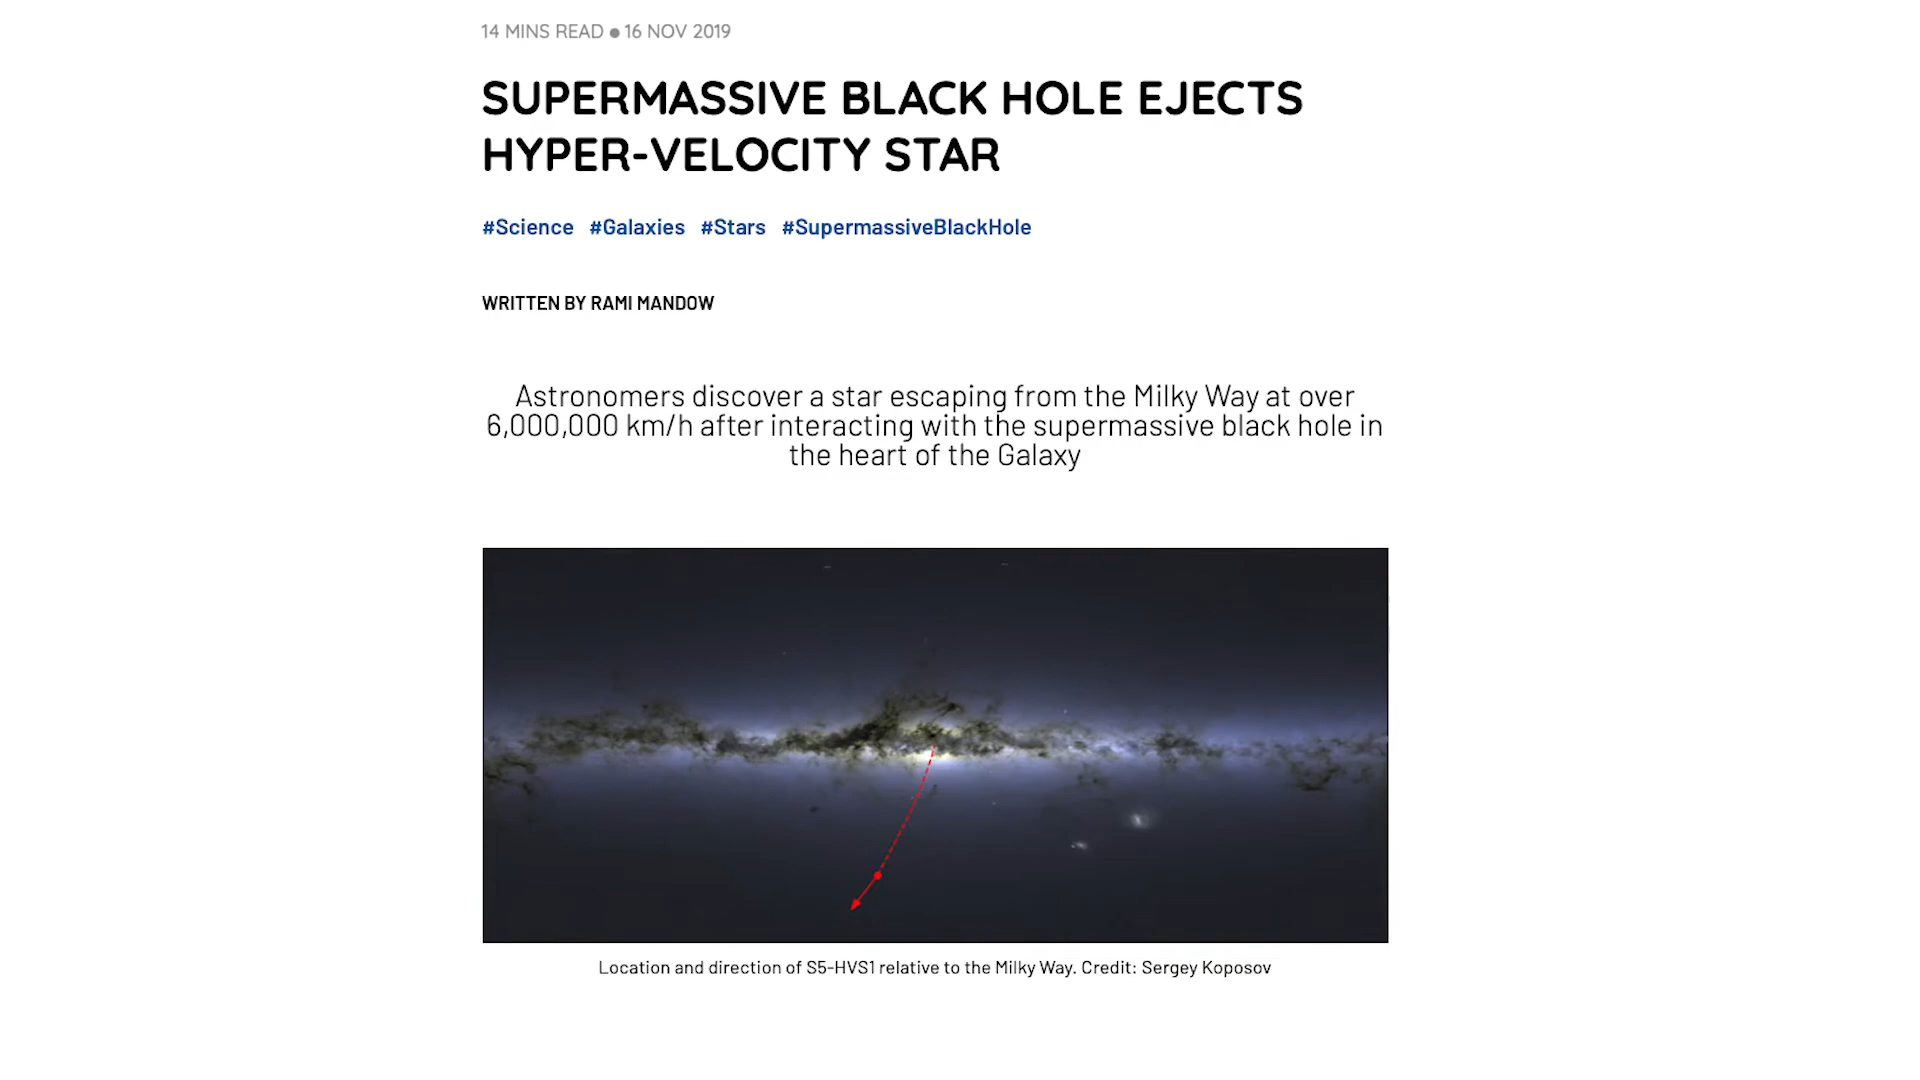 14 MINS READ ● 16 NOV 2019
SUPERMASSIVE BLACK HOLE EJECTS
HYPER-VELOCITY STAR
#Science #Galaxies #Stars #SupermassiveBlackHole
WRITTEN BY RAMI MANDOW
Astronomers discover a star escaping from the Milky Way at over
6,000,000 km/h after interacting with the supermassive black hole in
the heart of the Galaxy
Location and direction of S5-HVS1 relative to the Milky Way. Credit: Sergey Koposov